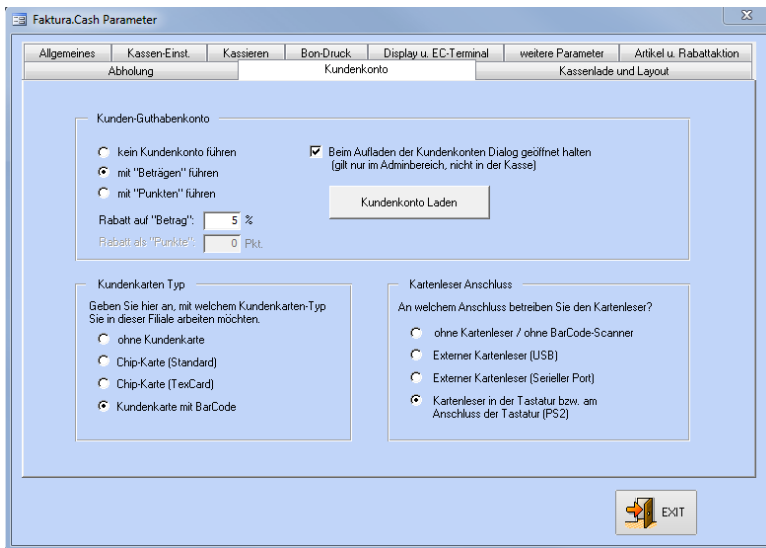 Faktura.Cash Parameter
Allgemeines Kassen-Einst. Kassieren Bon-Druck Display u. EC-Terminal weitere Parameter Artikel u. Rabattaktion
Abholung Kundenkonto Kassenlade und Layout
Kunden-Guthabenkonto
kein Kundenkonto führen
mit "Beträgen" führen
mit "Punkten" führen
Beim Aufladen der Kundenkonten Dialog geöffnet halten
(gilt nur im Adminbereich, nicht in der Kasse)
Kundenkonto Laden
Rabatt auf "Betrag": 5 %
Rabatt als "Punkte": 0 Pkt.
Kundenkarten Typ
Geben Sie hier an, mit welchem Kundenkarten-Typ
Sie in dieser Filiale arbeiten möchten.
ohne Kundenkarte
Chip-Karte (Standard)
Chip-Karte (TexCard)
Kundenkarte mit BarCode
Kartenleser Anschluss
An welchem Anschluss betreiben Sie den Kartenleser?
ohne Kartenleser / ohne BarCode-Scanner
Externer Kartenleser (USB)
Externer Kartenleser (Serieller Port)
Kartenleser in der Tastatur bzw. am
Anschluss der Tastatur (PS2)
EXIT